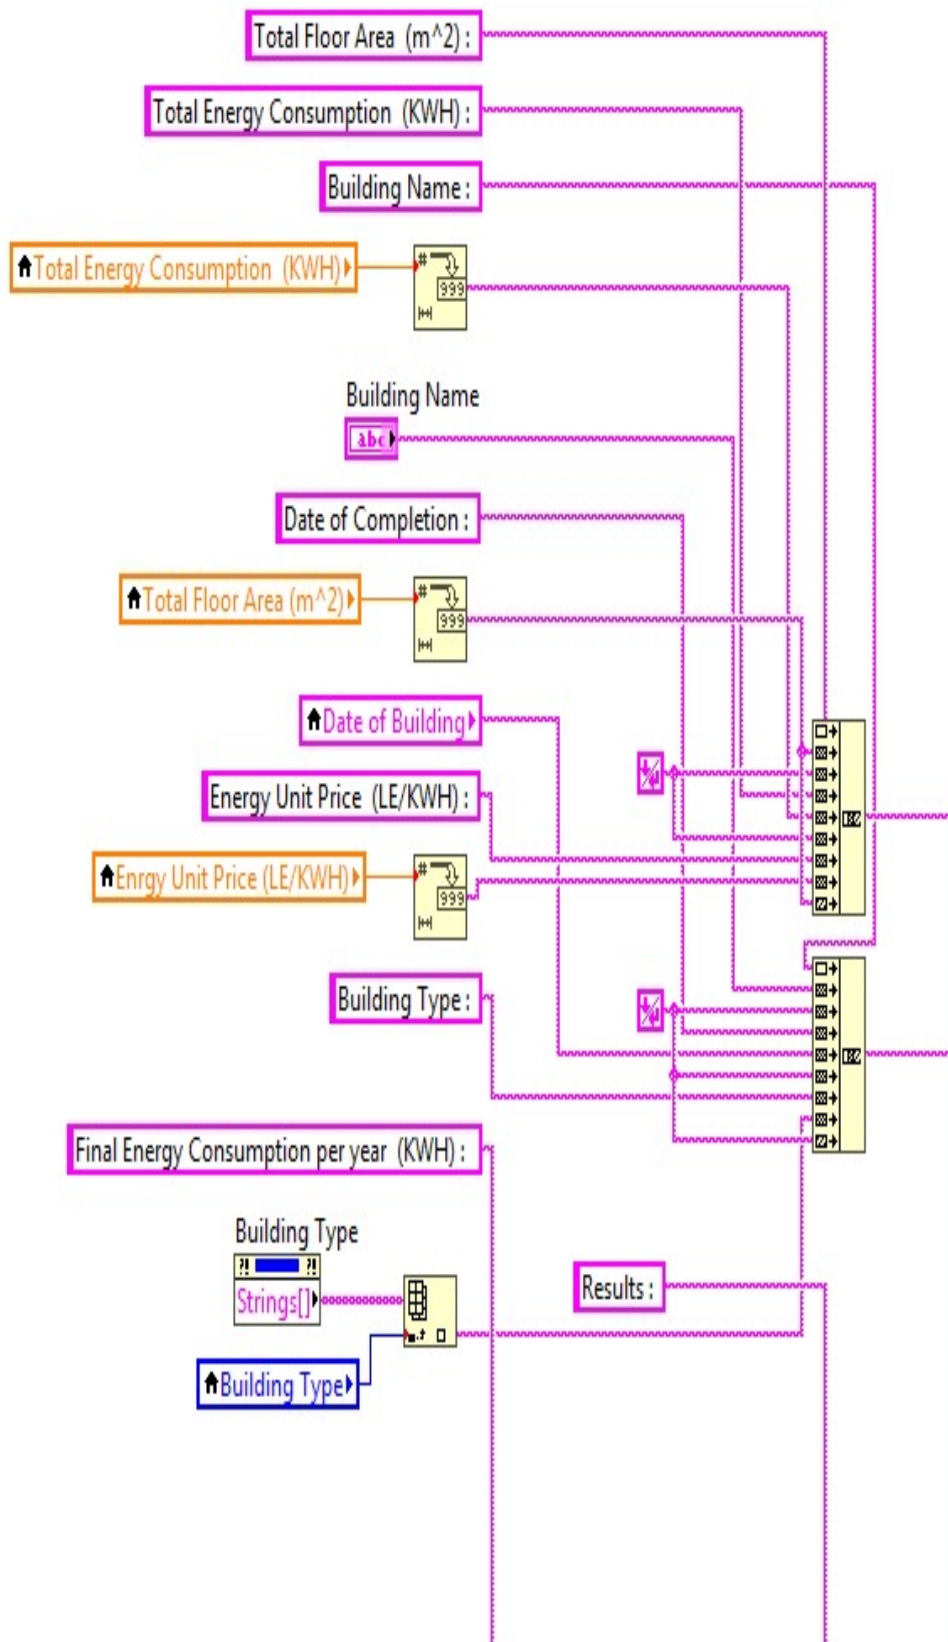 Total Floor Area (m^2) :
Total Energy Consumption (KWH) :
Building Name :
Total Energy Consumption (KWH)
#
999
Building Name
abc
Date of Completion :
Total Floor Area (m^2)
#
999
Date of Building
Energy Unit Price (LE/KWH) :
Enrgy Unit Price (LE/KWH)
#
999
Building Type :
Final Energy Consumption per year (KWH) :
Building Type
?! ?!
Strings[]
Results :
Building Type